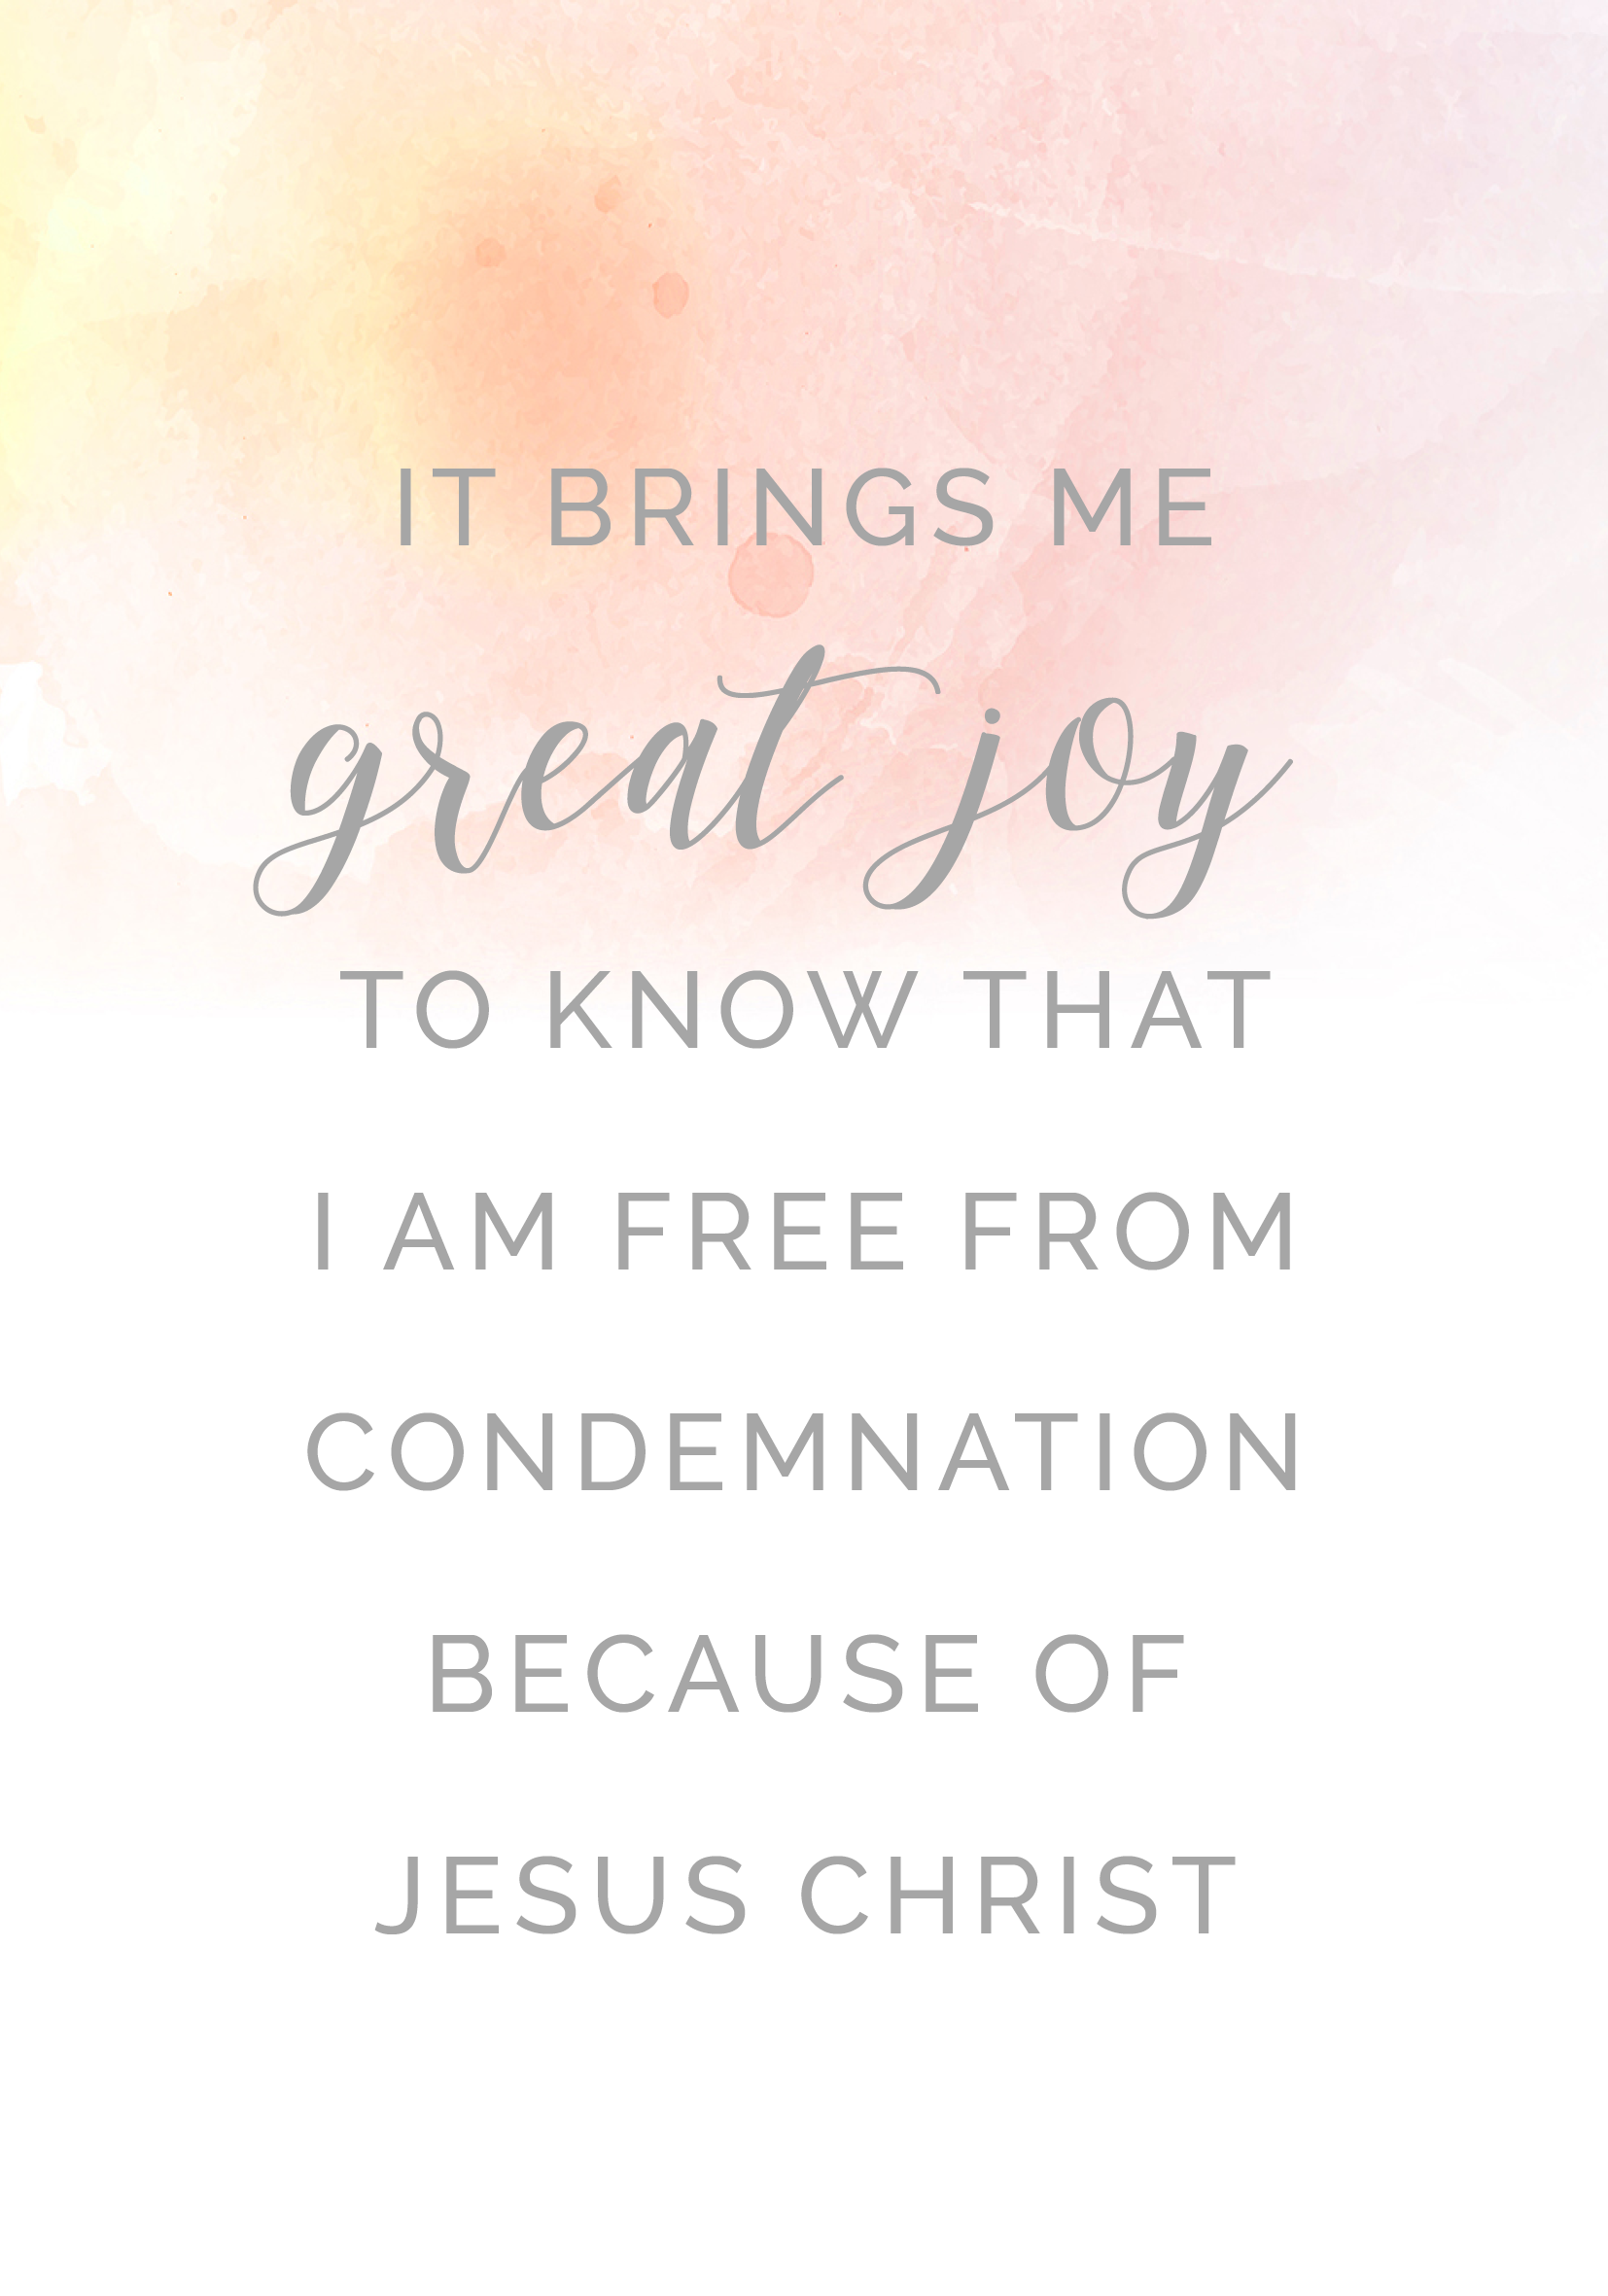 IT BRINGS ME
great joy
TO KNOW THAT
I AM FREE FROM
CONDEMNATION
BECAUSE OF
JESUS CHRIST